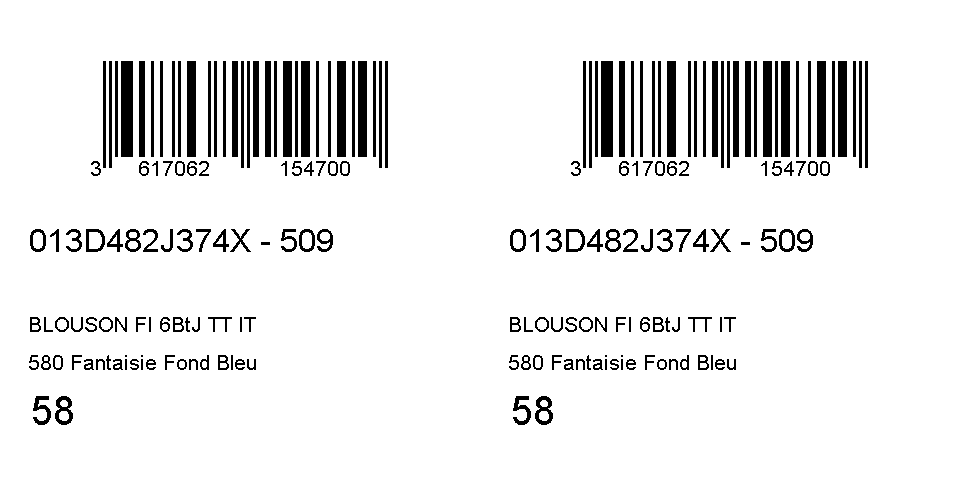 3 617062 154700
013D482J374X - 509
BLOUSON FI 6BtJ TT IT
580 Fantaisie Fond Bleu
58
3 617062 154700
013D482J374X - 509
BLOUSON FI 6BtJ TT IT
580 Fantaisie Fond Bleu
58